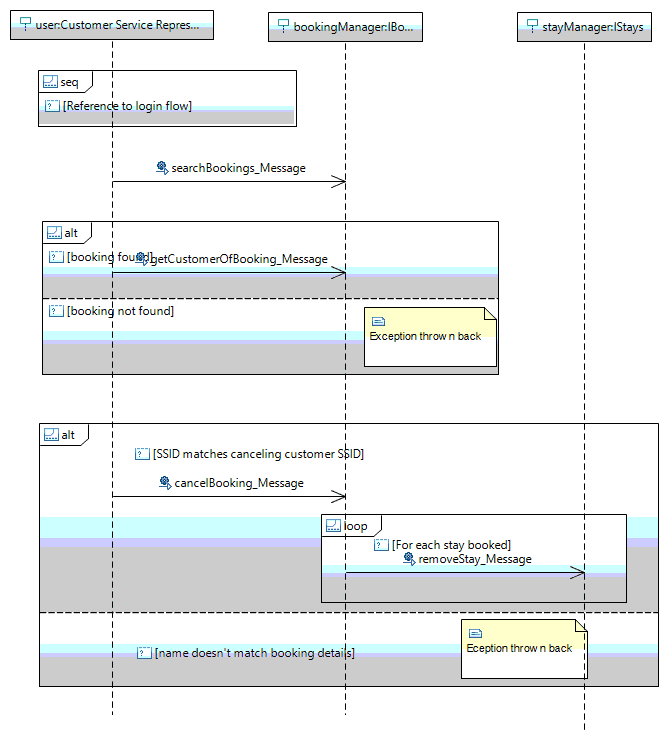 user:Customer Service Repres...
bookingManager:IBo...
stayManager:IStays
seq
[Reference to login flow]
searchBookings_Message
alt
[booking found]
getCustomerOfBooking_Message
[booking not found]
Exception thrown back
alt
[SSID matches canceling customer SSID]
cancelBooking_Message
loop
[For each stay booked]
removeStay_Message
[name doesn't match booking details]
Eception thrown back